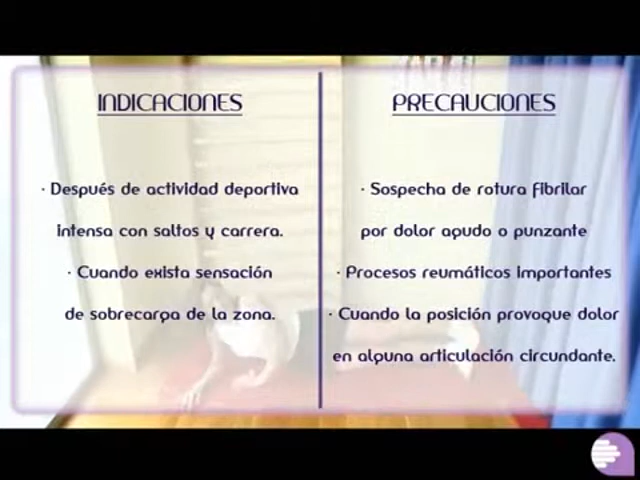 INDICACIONES
· Después de actividad deportiva
intensa con saltos y carrera.
· Cuando exista sensación
de sobrecarga de la zona.
PRECAUCIONES
· Sospecha de rotura fibrilar
por dolor agudo o punzante
· Procesos reumáticos importantes
· Cuando la posición provoque dolor
en alguna articulación circundante.